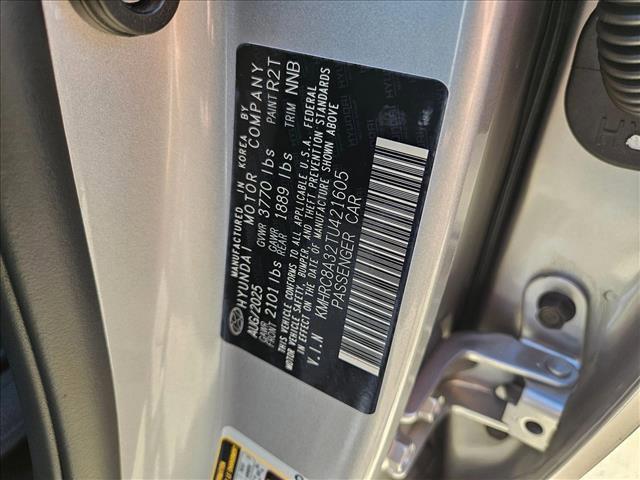 MANUFACTURED IN KOREA BY
HYUNDAI MOTOR COMPANY
AUG/2025 GVWR 3770 lbs PAINT R2T
GAWR FRONT 2101 lbs GAWR REAR 1889 lbs TRIM NNB
THIS VEHICLE CONFORMS TO ALL APPLICABLE U.S.A. FEDERAL
MOTOR VEHICLE SAFETY, BUMPER, AND THEFT PREVENTION STANDARDS
IN EFFECT ON THE DATE OF MANUFACTURE SHOWN ABOVE
V.I.N KMHRC8A32TU421605
PASSENGER CAR